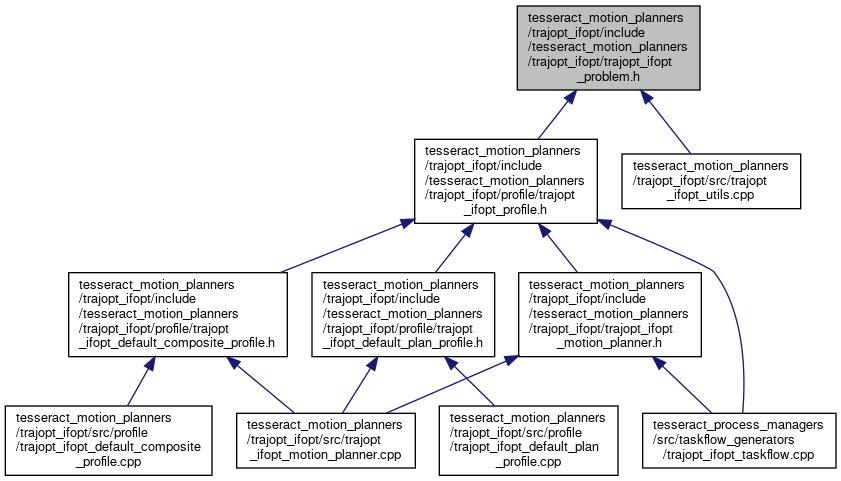 tesseract_motion_planners
/trajopt_ifopt/include
/tesseract_motion_planners
/trajopt_ifopt/trajopt_ifopt
_problem.h
tesseract_motion_planners
/trajopt_ifopt/include
/tesseract_motion_planners
/trajopt_ifopt/profile/trajopt
_ifopt_profile.h
tesseract_motion_planners
/trajopt_ifopt/src/trajopt
_ifopt_utils.cpp
tesseract_motion_planners
/trajopt_ifopt/include
/tesseract_motion_planners
/trajopt_ifopt/profile/trajopt
_ifopt_default_composite_profile.h
tesseract_motion_planners
/trajopt_ifopt/include
/tesseract_motion_planners
/trajopt_ifopt/profile/trajopt
_ifopt_default_plan_profile.h
tesseract_motion_planners
/trajopt_ifopt/include
/tesseract_motion_planners
/trajopt_ifopt/trajopt_ifopt
_motion_planner.h
tesseract_motion_planners
/trajopt_ifopt/src/profile
/trajopt_ifopt_default_composite
_profile.cpp
tesseract_motion_planners
/trajopt_ifopt/src/trajopt
_ifopt_motion_planner.cpp
tesseract_motion_planners
/trajopt_ifopt/src/profile
/trajopt_ifopt_default_plan
_profile.cpp
tesseract_process_managers
/src/taskflow_generators
/trajopt_ifopt_taskflow.cpp